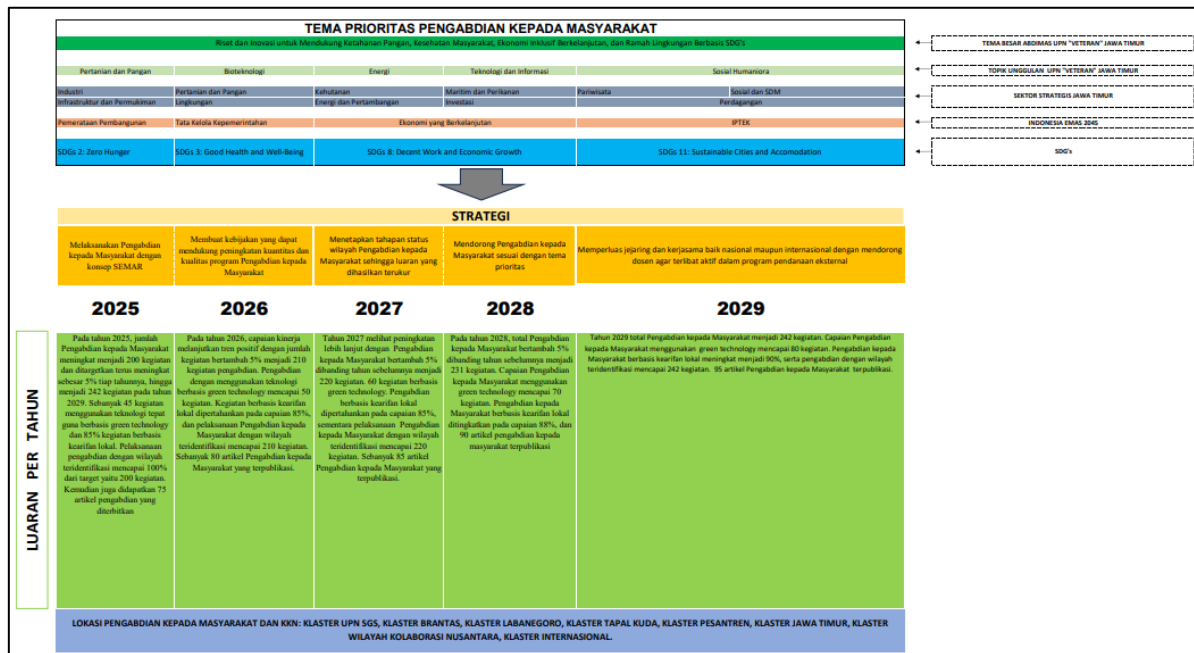 TEMA PRIORITAS PENGABDIAN KEPADA MASYARAKAT
Riset dan Inovasi untuk Mendukung Ketahanan Pangan, Kesehatan Masyarakat, Ekonomi Inklusif Berkelanjutan, dan Ramah Lingkungan Berbasis SDG's
TEMA BESAR ABDIMAS UPN "VETERAN" JAWA TIMUR
Pertanian dan Pangan
Bioteknologi
Energi
Teknologi dan Informasi
Sosial Humaniora
TOPIK UNGGULAN UPN "VETERAN" JAWA TIMUR
Industri
Pertanian dan Pangan
Kehutanan
Maritim dan Perikanan
Pariwisata
Sosial dan SDM
Infrastruktur dan Permukiman
Lingkungan
Energi dan Pertambangan
Investasi
Perdagangan
SEKTOR STRATEGIS JAWA TIMUR
Pemerataan Pembangunan
Tata Kelola Kepemerintahan
Ekonomi yang Berkelanjutan
IPTEK
INDONESIA EMAS 2045
SDGs 2: Zero Hunger
SDGs 3: Good Health and Well-Being
SDGs 8: Decent Work and Economic Growth
SDGs 11: Sustainable Cities and Accomodation
SDG's
STRATEGI
Melaksanakan Pengabdian
kepada Masyarakat dengan
konsep SEMAR
Membuat kebijakan yang dapat
mendukung peningkatan kuantitas dan
kualitas program Pengabdian kepada
Masyarakat
Menetapkan tahapan status
wilayah Pengabdian kepada
Masyarakat sehingga luaran yang
dihasilkan terukur
Mendorong Pengabdian kepada
Masyarakat sesuai dengan tema
prioritas
Memperluas jejaring dan kerjasama baik nasional maupun internasional dengan mendorong
dosen agar terlibat aktif dalam program pendanaan eksternal
2025
2026
2027
2028
2029
LUARAN PER TAHUN
Pada tahun 2025, jumlah
Pengabdian kepada Masyarakat
meningkat menjadi 200 kegiatan
dan ditargetkan terus meningkat
sebesar 5% tiap tahunnya, hingga
menjadi 242 kegiatan pada tahun
2029. Sebanyak 45 kegiatan
menggunakan teknologi tepat
guna berbasis green technology
dan 85% kegiatan berbasis
kearifan lokal. Pelaksanaan
pengabdian dengan wilayah
teridentifikasi mencapai 100%
dari target yaitu 200 kegiatan.
Kemudian juga didapatkan 75
artikel pengabdian yang
diterbitkan
Pada tahun 2026, capaian kinerja
melanjutkan tren positif dengan jumlah
kegiatan bertambah 5% menjadi 210
kegiatan pengabdian. Pengabdian
dengan menggunakan teknologi
berbasis green technology mencapai 50
kegiatan. Kegiatan berbasis kearifan
lokal dipertahankan pada capaian 85%,
dan pelaksanaan Pengabdian kepada
Masyarakat dengan wilayah
teridentifikasi mencapai 210 kegiatan.
Sebanyak 80 artikel Pengabdian kepada
Masyarakat yang terpublikasi.
Tahun 2027 melihat peningkatan
lebih lanjut dengan Pengabdian
kepada Masyarakat bertambah 5%
dibanding tahun sebelumnya menjadi
220 kegiatan. 60 kegiatan berbasis
green technology. Pengabdian
berbasis kearifan lokal
dipertahankan pada capaian 85%,
sementara pelaksanaan Pengabdian
kepada Masyarakat dengan wilayah
teridentifikasi mencapai 220
kegiatan. Sebanyak 85 artikel
Pengabdian kepada Masyarakat yang
terpublikasi.
Pada tahun 2028, total Pengabdian
kepada Masyarakat bertambah 5%
dibanding tahun sebelumnya menjadi
231 kegiatan. Capaian Pengabdian
kepada Masyarakat menggunakan
green technology mencapai 70
kegiatan. Pengabdian kepada
Masyarakat berbasis kearifan lokal
ditingkatkan pada capaian 88%, dan
90 artikel pengabdian kepada
masyarakat terpublikasi
Tahun 2029 total Pengabdian kepada Masyarakat menjadi 242 kegiatan. Capaian Pengabdian
kepada Masyarakat menggunakan green technology mencapai 80 kegiatan. Pengabdian kepada
Masyarakat berbasis kearifan lokal meningkat menjadi 90%, serta pengabdian dengan wilayah
teridentifikasi mencapai 242 kegiatan. 95 artikel Pengabdian kepada Masyarakat terpublikasi.
LOKASI PENGABDIAN KEPADA MASYARAKAT DAN KKN: KLASTER UPN SGS, KLASTER BRANTAS, KLASTER LABANEGORO, KLASTER TAPAL KUDA, KLASTER PESANTREN, KLASTER JAWA TIMUR, KLASTER
WILAYAH KOLABORASI NUSANTARA, KLASTER INTERNASIONAL.